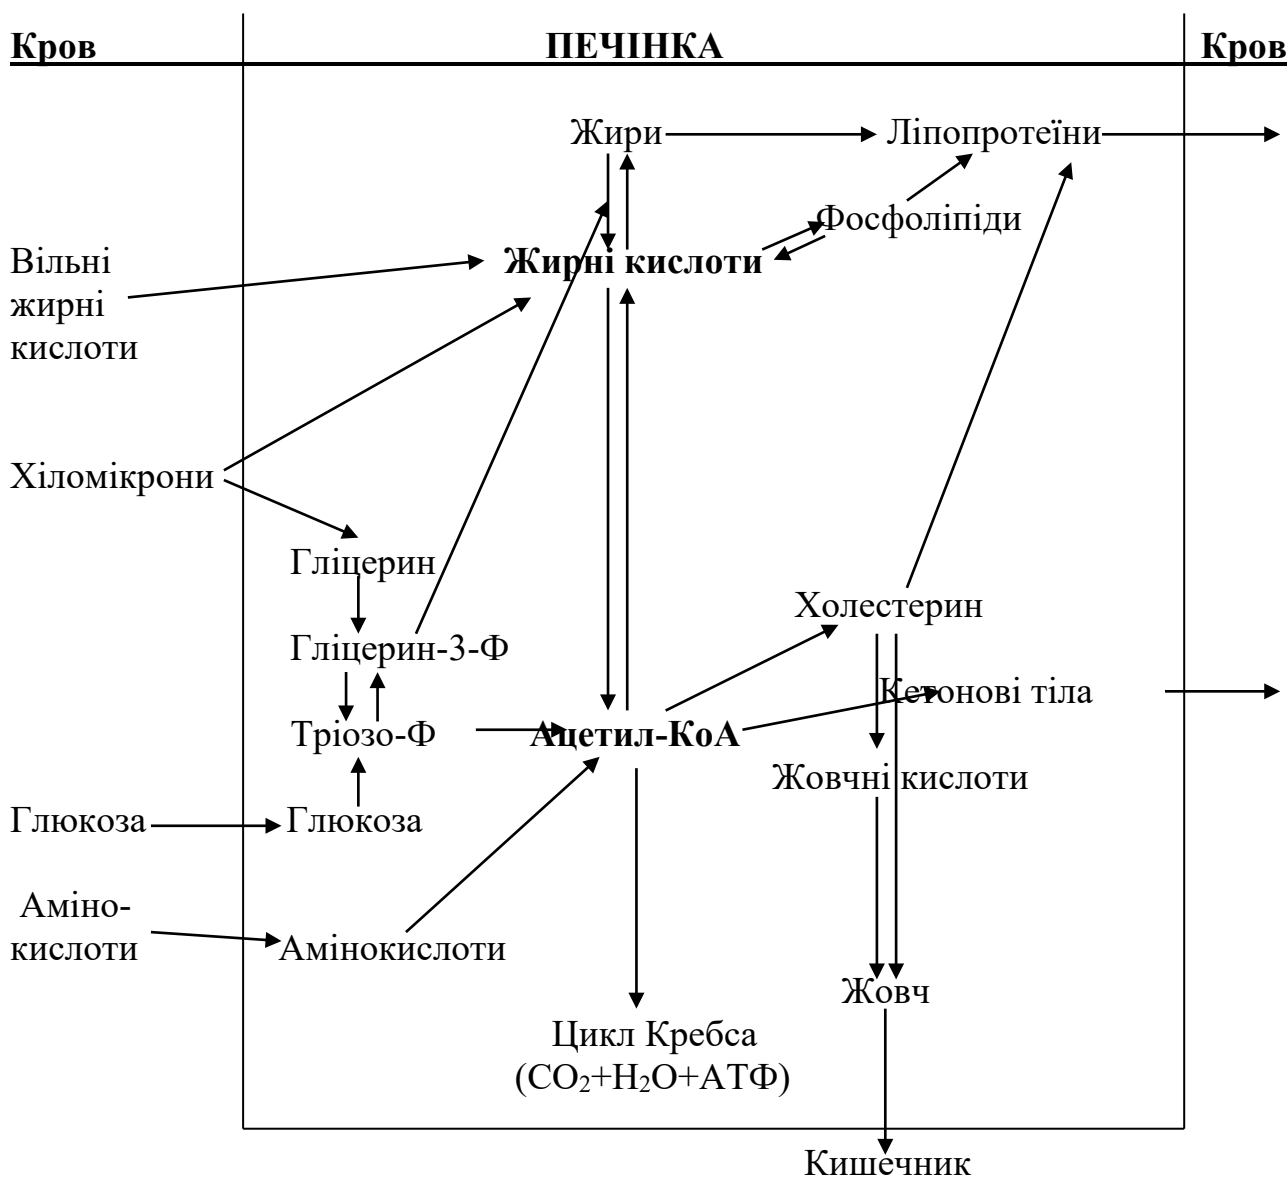 Кров ПЕЧІНКА Кров
Жири Ліпопротеїни
Фосфоліпіди
Вільні
жирні
кислоти
Жирні кислоти
Хіломікрони
Гліцерин
Холестерин
Гліцерин-3-Ф
Кетонові тіла
Тріозо-Ф Ацетил-КоА
Жовчні кислоти
Глюкоза Глюкоза
Аміно-
кислоти Амінокислоти
Жовч
Цикл Кребса
(CO₂+H₂O+АТФ)
Кишечник